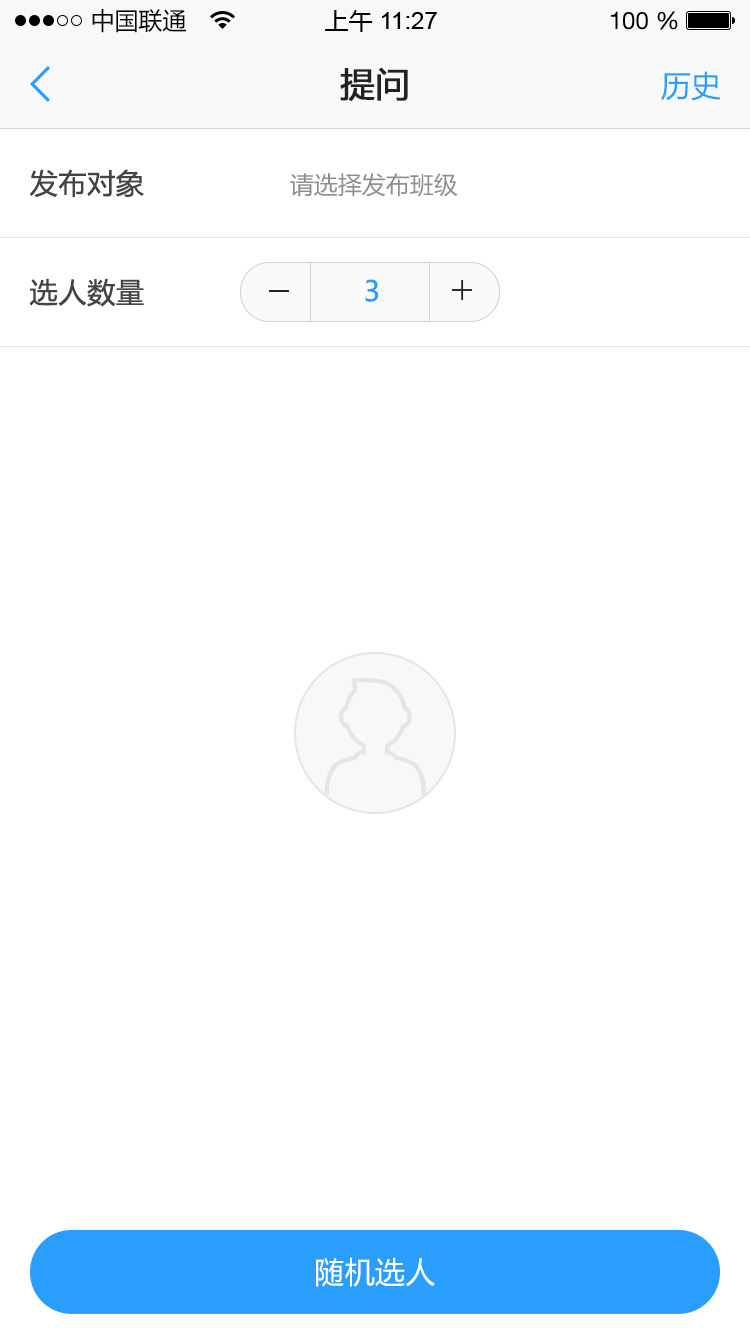 中国联通 上午 11:27 100 %
提问 历史
发布对象 请选择发布班级
选人数量 — 3 +
随机选人